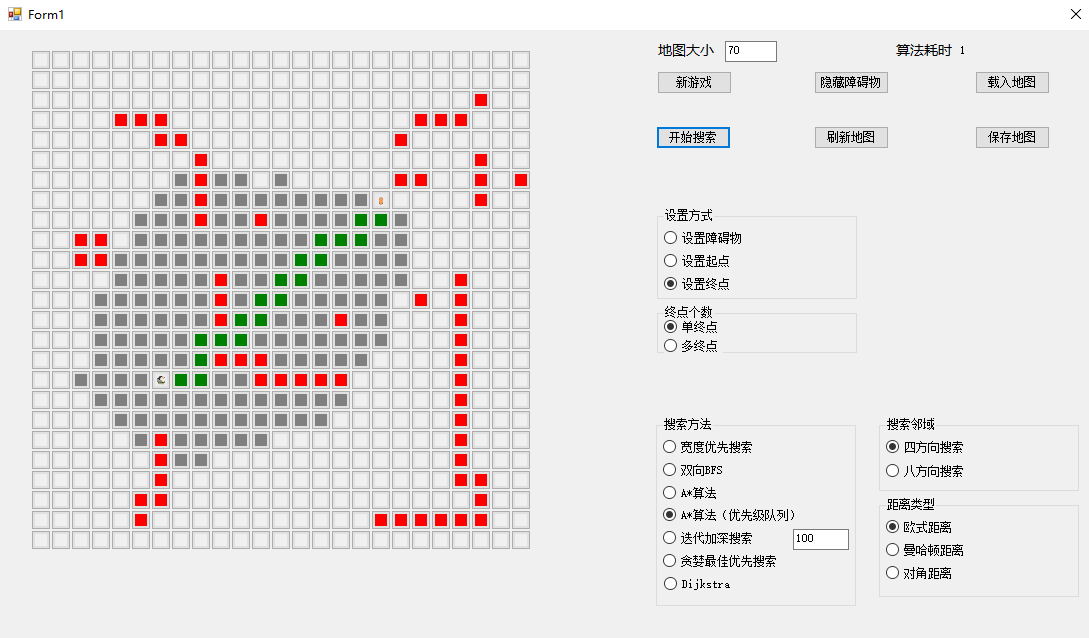 Form1
地图大小 70
算法耗时 1
新游戏
隐藏障碍物
载入地图
开始搜索
刷新地图
保存地图
设置方式
设置障碍物
设置起点
设置终点
终点个数
单终点
多终点
搜索方法
宽度优先搜索
双向BFS
A*算法
A*算法（优先级队列）
迭代加深搜索 100
贪婪最佳优先搜索
Dijkstra
搜索邻域
四方向搜索
八方向搜索
距离类型
欧式距离
曼哈顿距离
对角距离